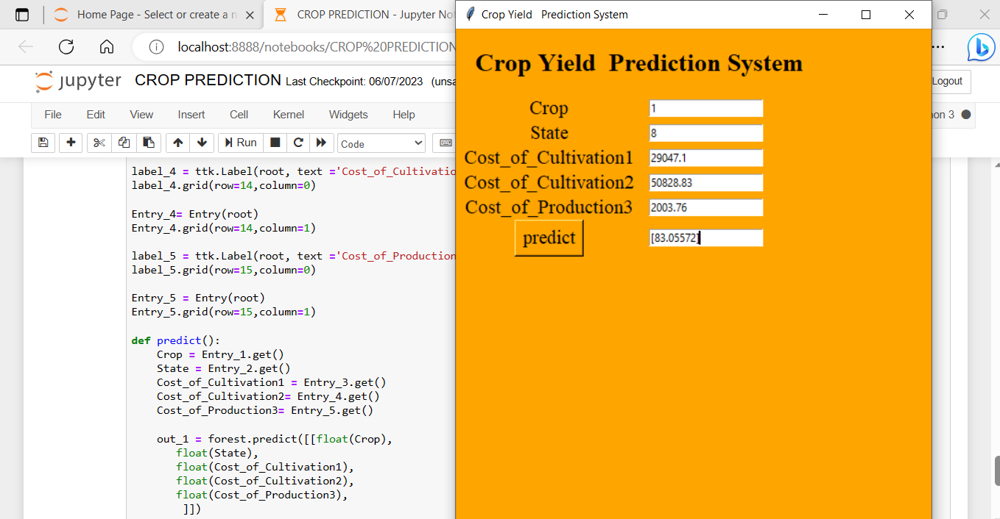 Home Page - Select or create a n
CROP PREDICTION - Jupyter No
localhost:8888/notebooks/CROP%20PREDICTION
jupyter CROP PREDICTION Last Checkpoint: 06/07/2023 (unsa
Logout
File Edit View Insert Cell Kernel Widgets Help
on 3
Run
Code
label_4 = ttk.Label(root, text ='Cost_of_Cultivatio
label_4.grid(row=14,column=0)
Entry_4= Entry(root)
Entry_4.grid(row=14,column=1)
label_5 = ttk.Label(root, text ='Cost_of_Production
label_5.grid(row=15,column=0)
Entry_5 = Entry(root)
Entry_5.grid(row=15,column=1)
def predict():
Crop = Entry_1.get()
State = Entry_2.get()
Cost_of_Cultivation1 = Entry_3.get()
Cost_of_Cultivation2= Entry_4.get()
Cost_of_Production3= Entry_5.get()
out_1 = forest.predict([[float(Crop),
float(State),
float(Cost_of_Cultivation1),
float(Cost_of_Cultivation2),
float(Cost_of_Production3),
]])
Crop Yield Prediction System
Crop Yield Prediction System
Crop 1
State 8
Cost_of_Cultivation1 29047.1
Cost_of_Cultivation2 50828.83
Cost_of_Production3 2003.76
predict [83.05572]